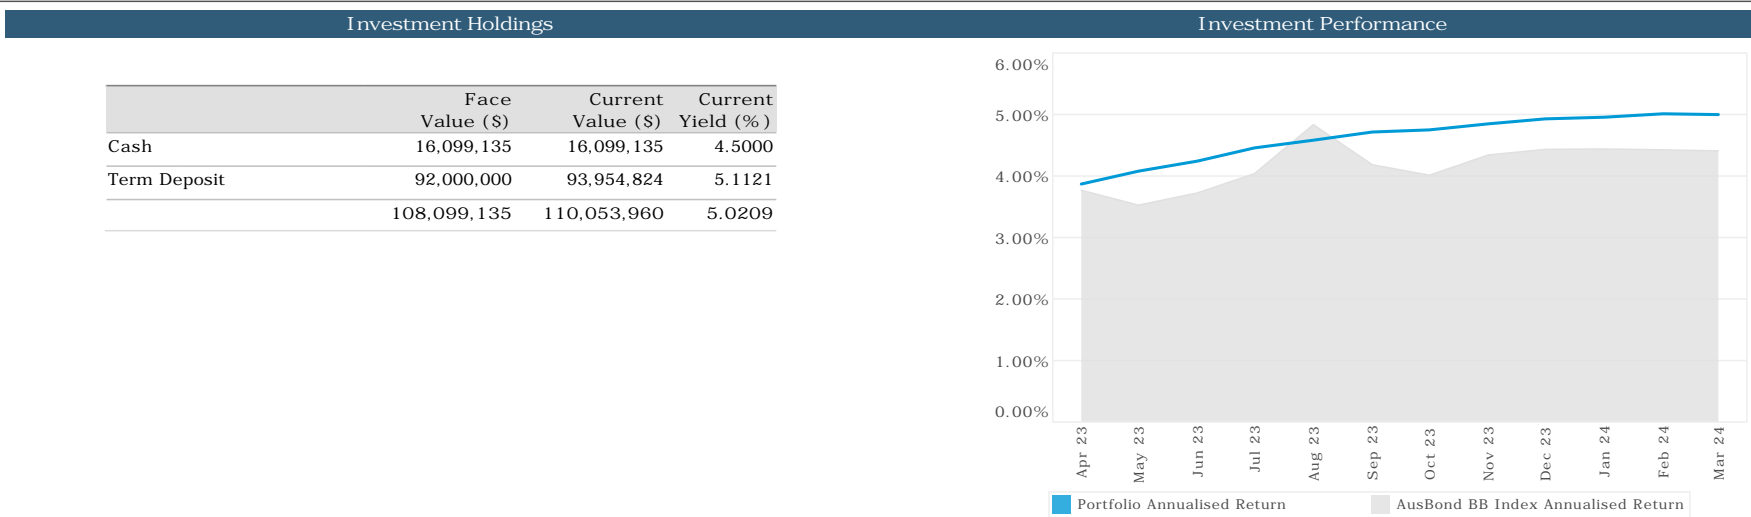 Investment Holdings
Face Current Current
Value ($) Value ($) Yield (%)
Cash 16,099,135 16,099,135 4.5000
Term Deposit 92,000,000 93,954,824 5.1121
108,099,135 110,053,960 5.0209
Investment Performance
6.00%
5.00%
4.00%
3.00%
2.00%
1.00%
0.00%
Apr 23
May 23
Jun 23
Jul 23
Aug 23
Sep 23
Oct 23
Nov 23
Dec 23
Jan 24
Feb 24
Mar 24
Portfolio Annualised Return
AusBond BB Index Annualised Return